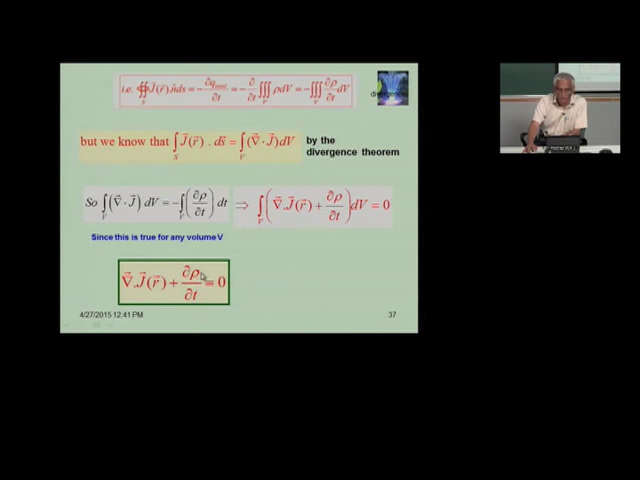 i.e. ∯_S J⃗(r⃗).n̂ds = −∂q/∂t = −∂/∂t ∭_V ρdV = −∭_V ∂ρ/∂t dV
divergence
but we know that ∫_S J⃗(r⃗) . ds⃗ = ∫_V (∇⃗ · J⃗)dV by the divergence theorem
So ∫_V (∇⃗ · J⃗) dV = −∫_V (∂ρ/∂t) dt ⇒ ∫_V (∇⃗.J⃗(r⃗) + ∂ρ/∂t) dV = 0
Since this is true for any volume V
∇⃗.J⃗(r⃗) + ∂ρ/∂t = 0
4/27/2015 12:41 PM 37